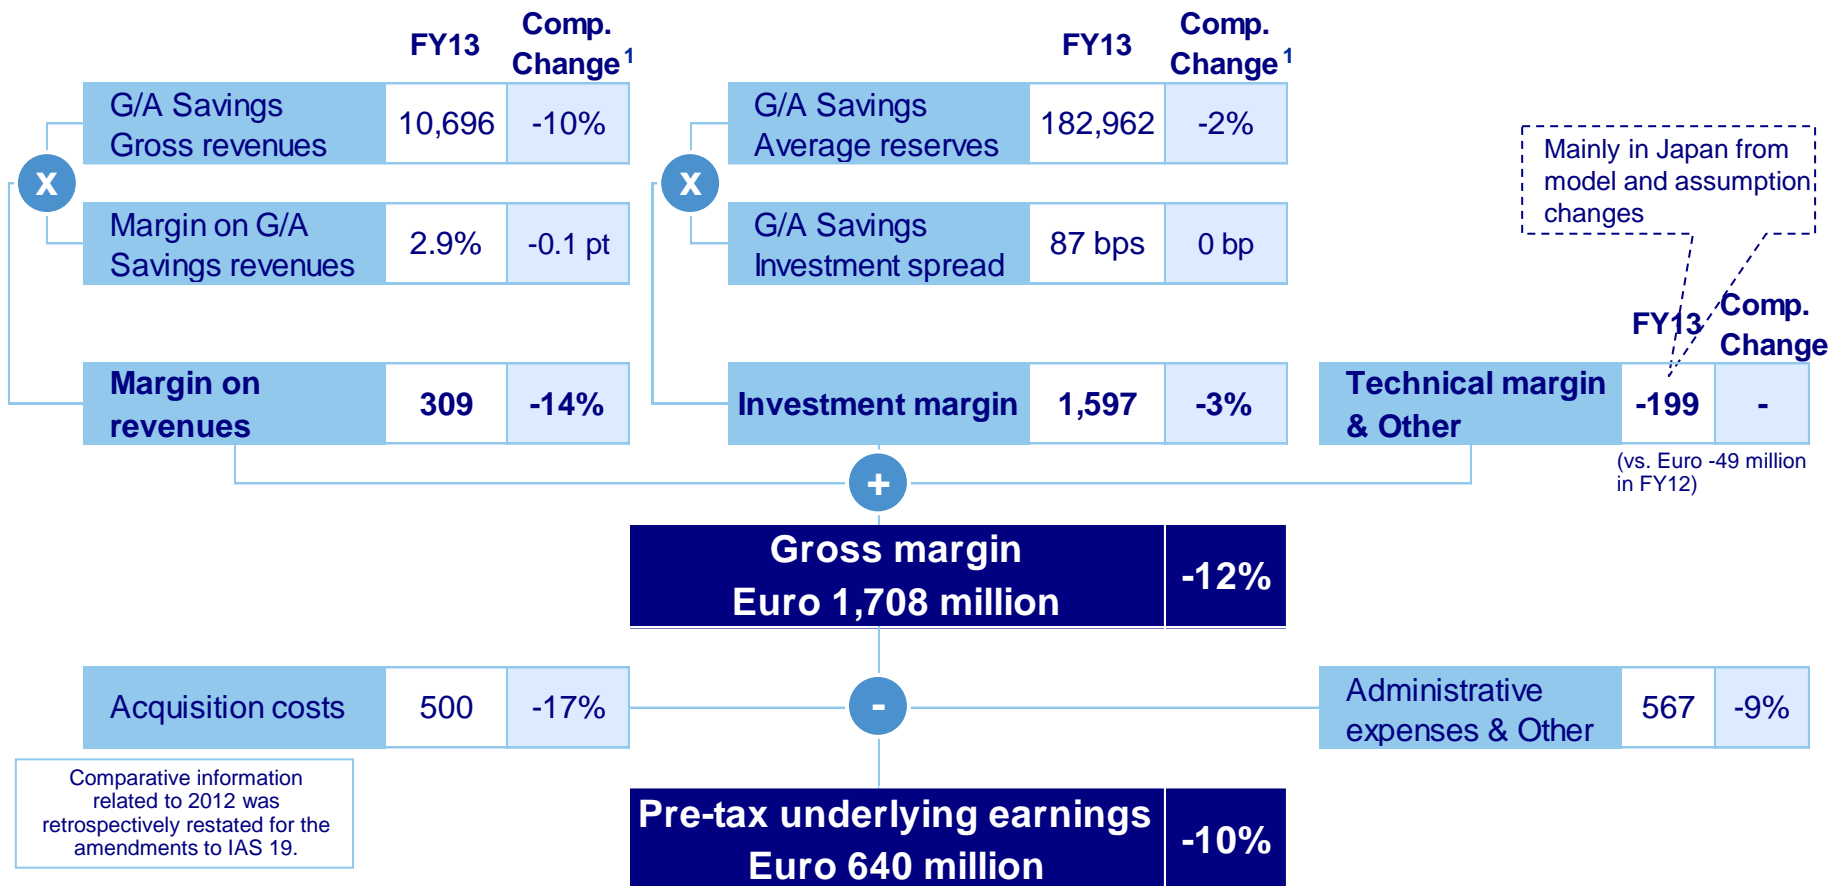 FY13
Comp.
Change 1
FY13
Comp.
Change 1
G/A Savings
Gross revenues
10,696
-10%
G/A Savings
Average reserves
182,962
-2%
Mainly in Japan from
model and assumption
changes
x
x
Margin on G/A
Savings revenues
2.9%
-0.1 pt
G/A Savings
Investment spread
87 bps
0 bp
FY13
Comp.
Change
Margin on
revenues
309
-14%
Investment margin
1,597
-3%
Technical margin
& Other
-199
-
(vs. Euro -49 million
in FY12)
+
Gross margin
Euro 1,708 million
-12%
Acquisition costs
500
-17%
-
Administrative
expenses & Other
567
-9%
Comparative information
related to 2012 was
retrospectively restated for the
amendments to IAS 19.
Pre-tax underlying earnings
Euro 640 million
-10%